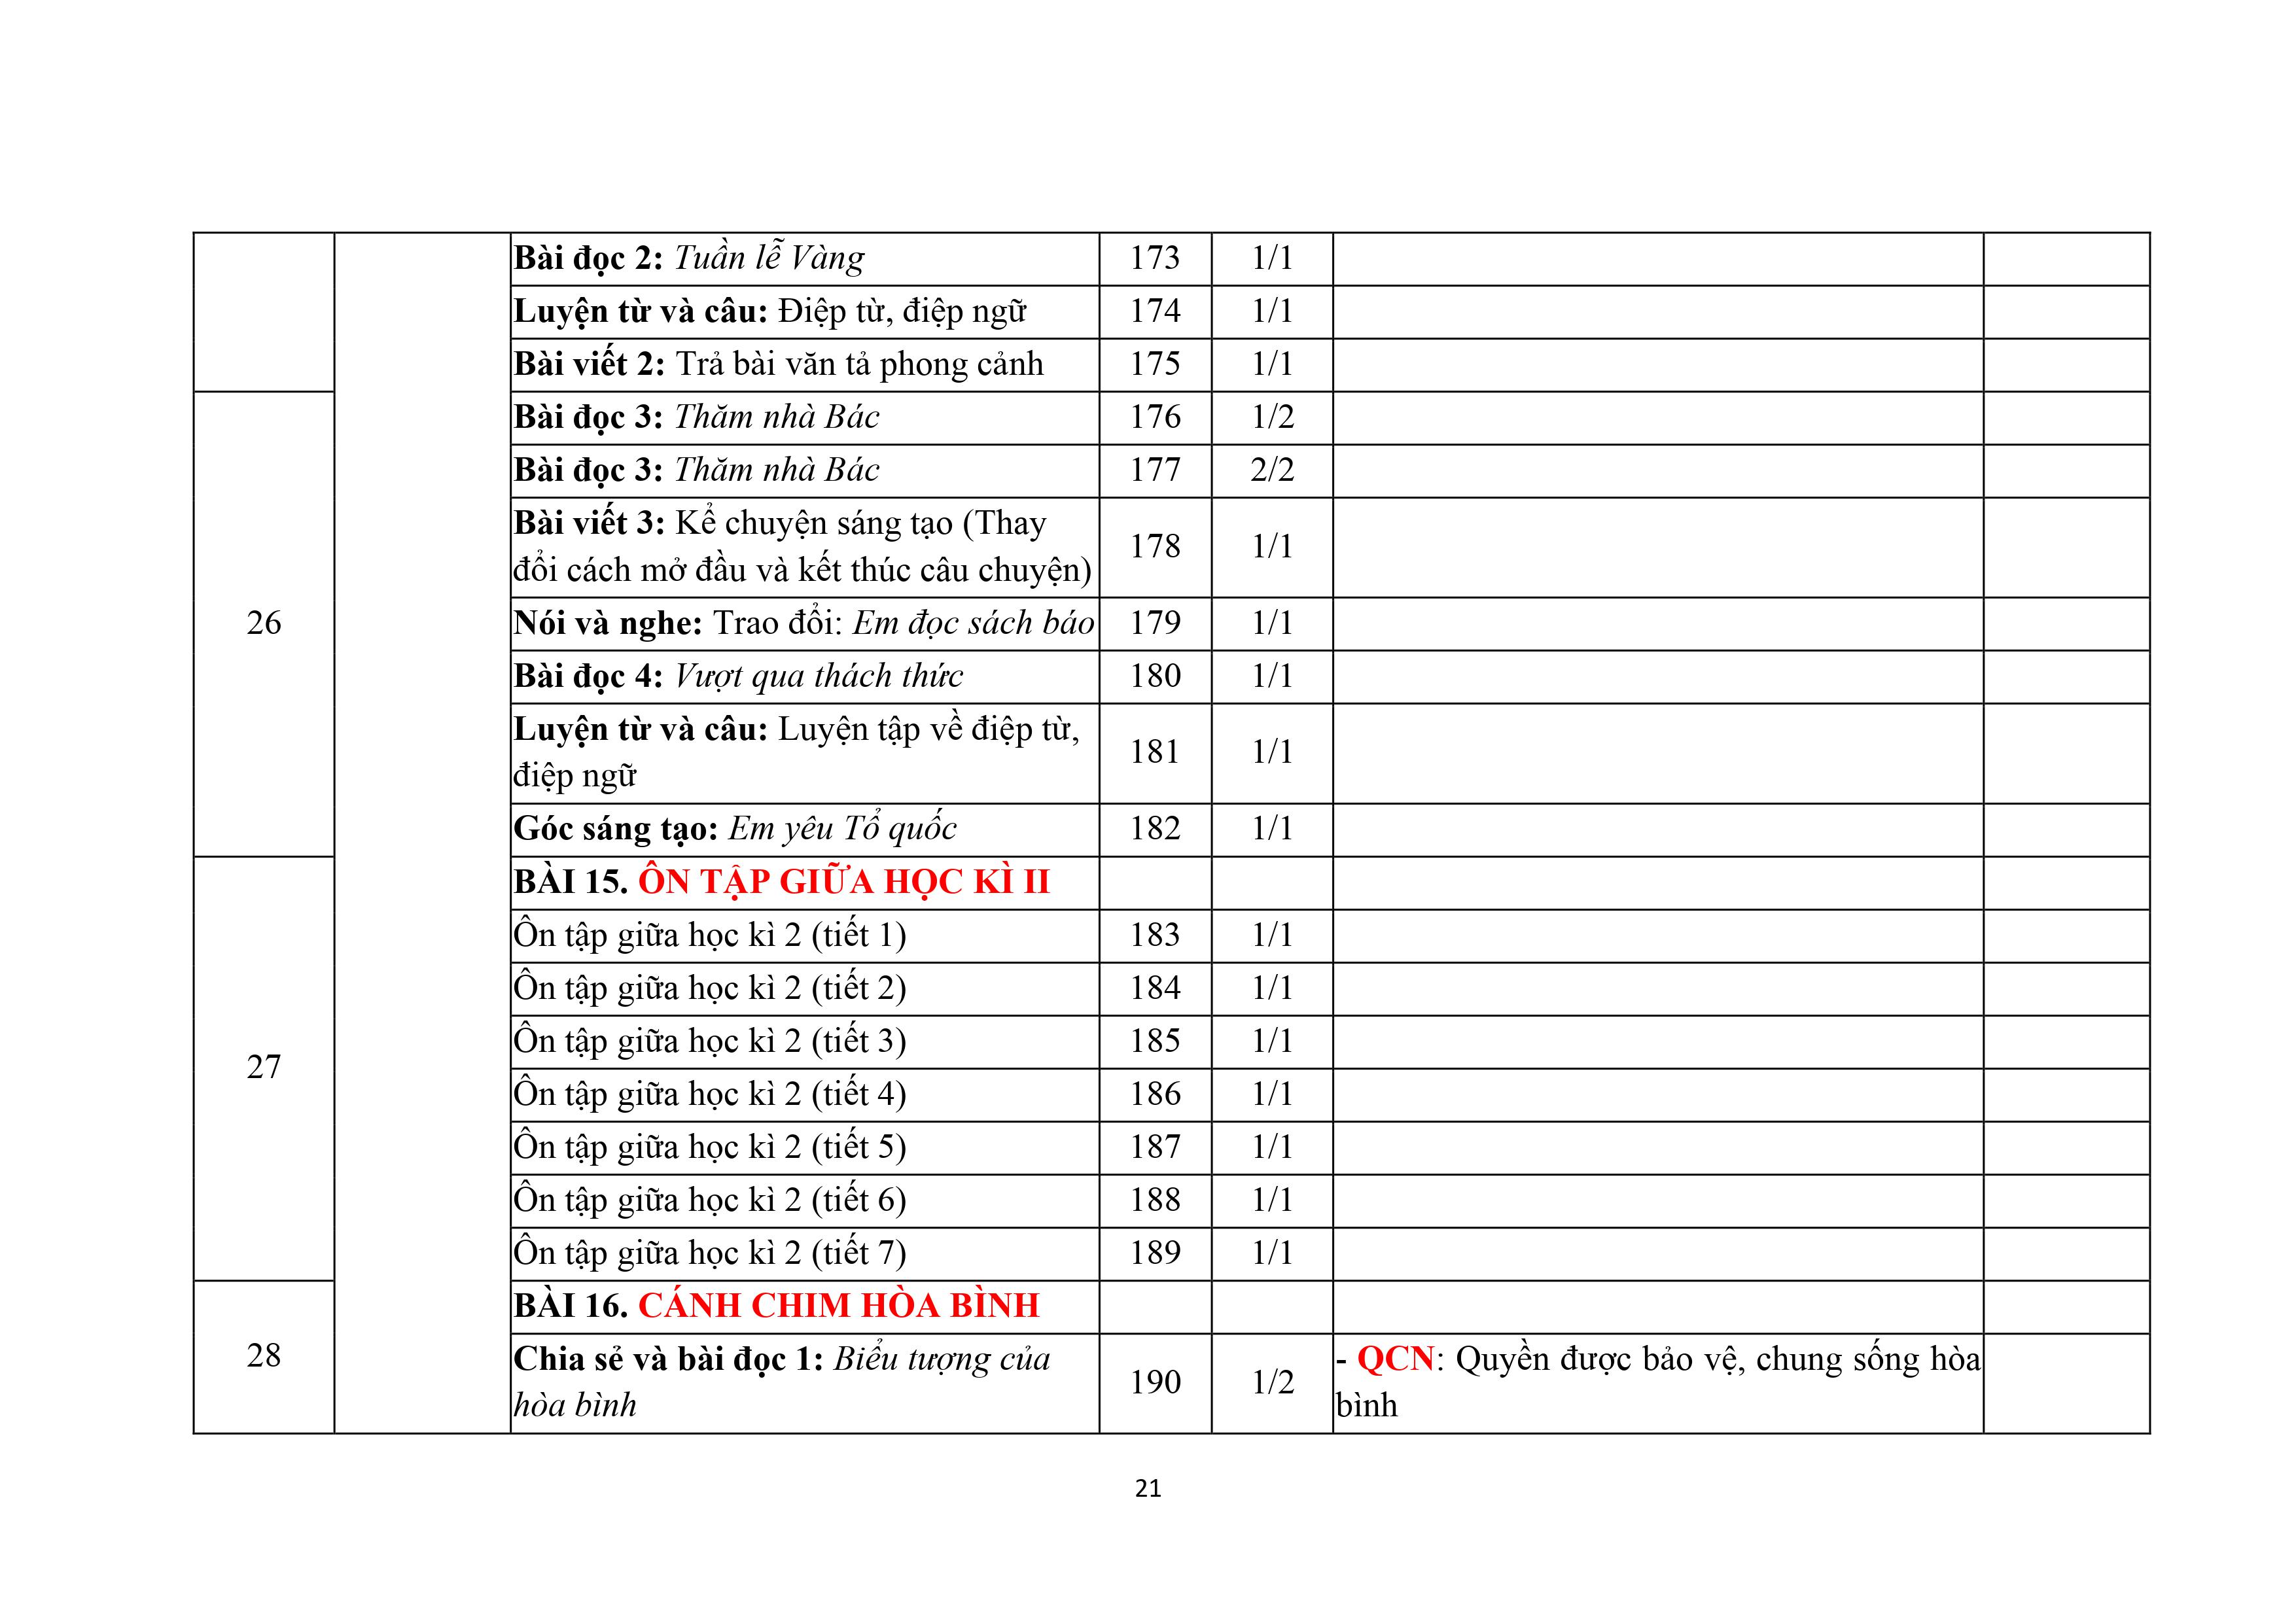 Bài đọc 2: Tuần lễ Vàng 173 1/1
Luyện từ và câu: Điệp từ, điệp ngữ 174 1/1
Bài viết 2: Trả bài văn tả phong cảnh 175 1/1
26
Bài đọc 3: Thăm nhà Bác 176 1/2
Bài đọc 3: Thăm nhà Bác 177 2/2
Bài viết 3: Kể chuyện sáng tạo (Thay
đổi cách mở đầu và kết thúc câu chuyện) 178 1/1
Nói và nghe: Trao đổi: Em đọc sách báo 179 1/1
Bài đọc 4: Vượt qua thách thức 180 1/1
Luyện từ và câu: Luyện tập về điệp từ,
điệp ngữ 181 1/1
Góc sáng tạo: Em yêu Tổ quốc 182 1/1
27
BÀI 15. ÔN TẬP GIỮA HỌC KÌ II
Ôn tập giữa học kì 2 (tiết 1) 183 1/1
Ôn tập giữa học kì 2 (tiết 2) 184 1/1
Ôn tập giữa học kì 2 (tiết 3) 185 1/1
Ôn tập giữa học kì 2 (tiết 4) 186 1/1
Ôn tập giữa học kì 2 (tiết 5) 187 1/1
Ôn tập giữa học kì 2 (tiết 6) 188 1/1
Ôn tập giữa học kì 2 (tiết 7) 189 1/1
28
BÀI 16. CÁNH CHIM HÒA BÌNH
Chia sẻ và bài đọc 1: Biểu tượng của
hòa bình 190 1/2
- QCN: Quyền được bảo vệ, chung sống hòa
bình
21